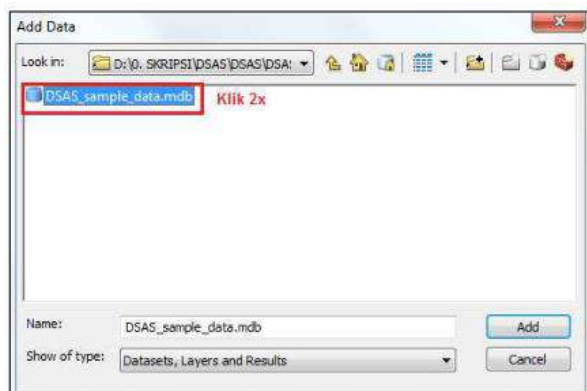 Add Data
Look in: D:\0. SKRIPSI\DSAS\DSAS\DSA:
DSAS_sample_data.mdb Klik 2x
Name: DSAS_sample_data.mdb Add
Show of type: Datasets, Layers and Results Cancel